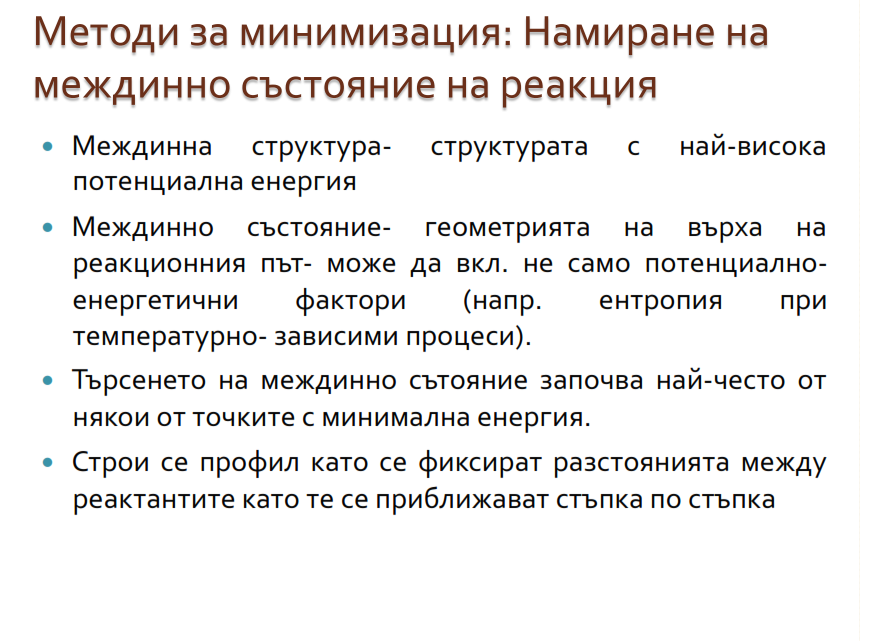 Методи за минимизация: Намиране на
междинно състояние на реакция
• Междинна структура- структурата с най-висока
потенциална енергия
• Междинно състояние- геометрията на върха на
реакционния път- може да вкл. не само потенциално-
енергетични фактори (напр. ентропия при
температурно- зависими процеси).
• Търсенето на междинно сътояние започва най-често от
някои от точките с минимална енергия.
• Строи се профил като се фиксират разстоянията между
реактантите като те се приближават стъпка по стъпка